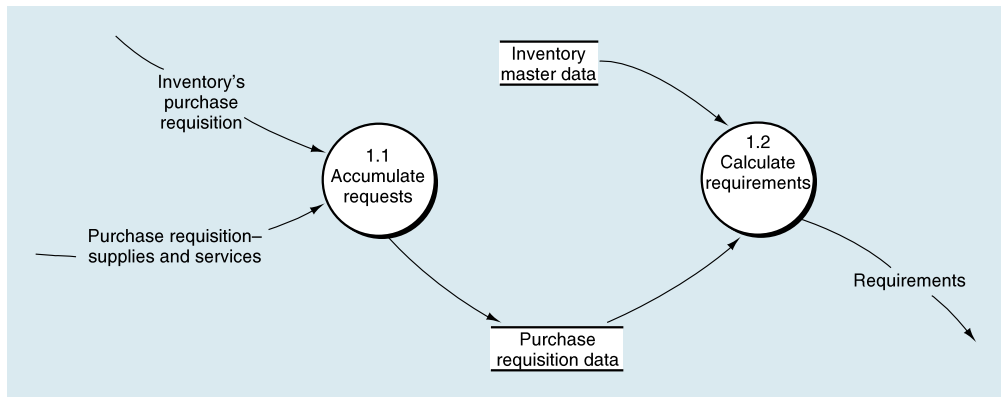 Inventory's
purchase
requisition
Inventory
master data
1.1
Accumulate
requests
1.2
Calculate
requirements
Purchase requisition–
supplies and services
Requirements
Purchase
requisition data